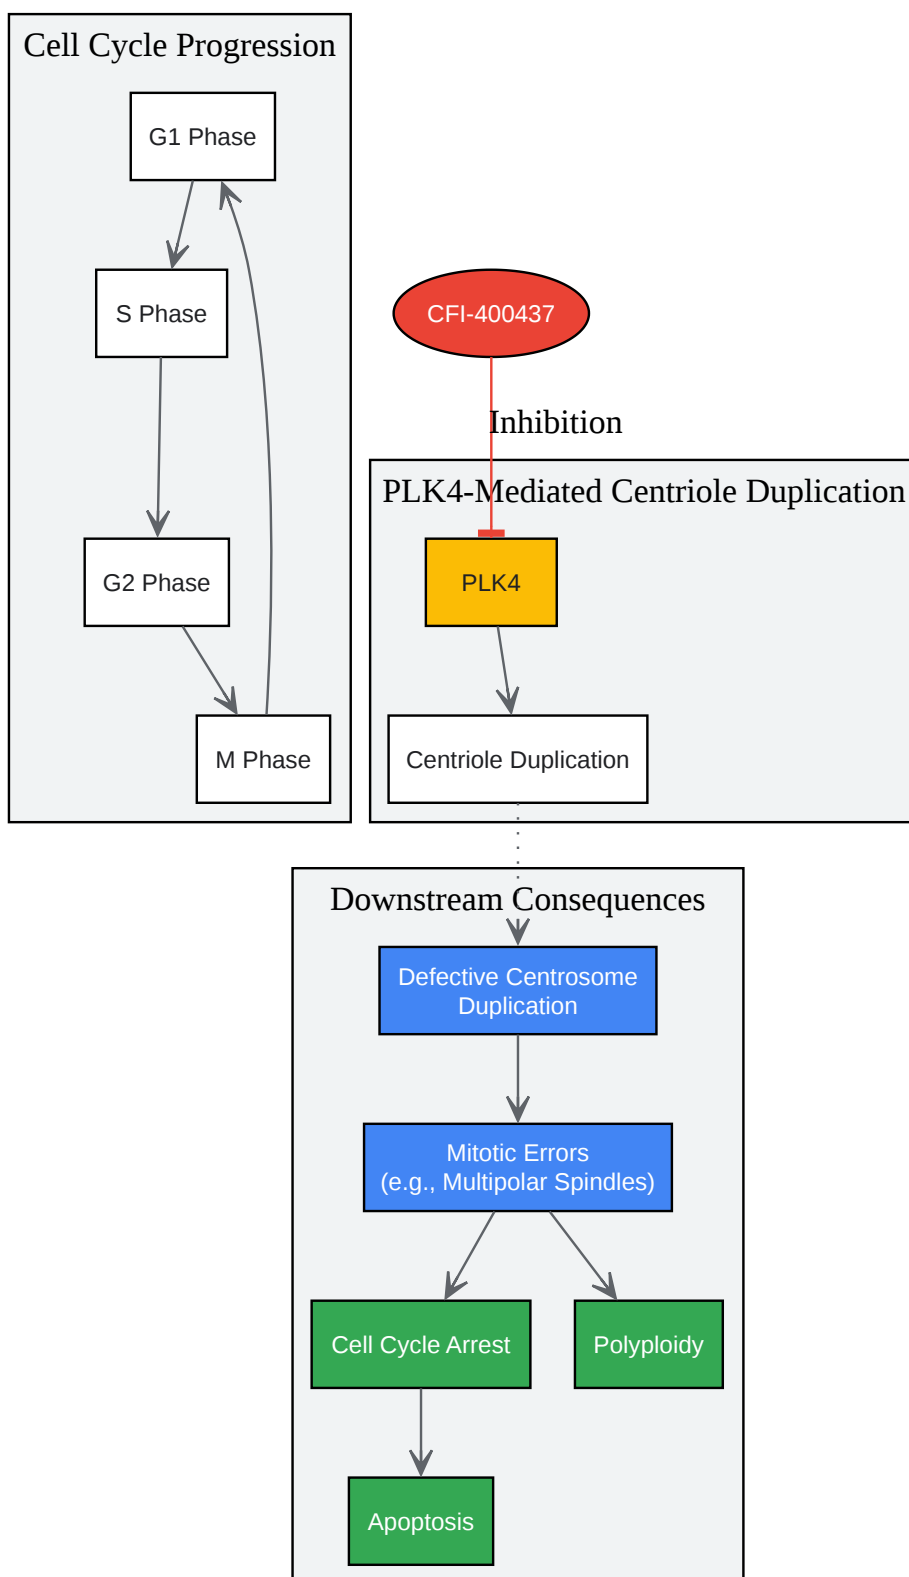 Cell Cycle Progression
G1 Phase
S Phase
G2 Phase
M Phase
CFI-400437
Inhibition
PLK4-Mediated Centriole Duplication
PLK4
Centriole Duplication
Downstream Consequences
Defective Centrosome
Duplication
Mitotic Errors
(e.g., Multipolar Spindles)
Cell Cycle Arrest
Polyploidy
Apoptosis